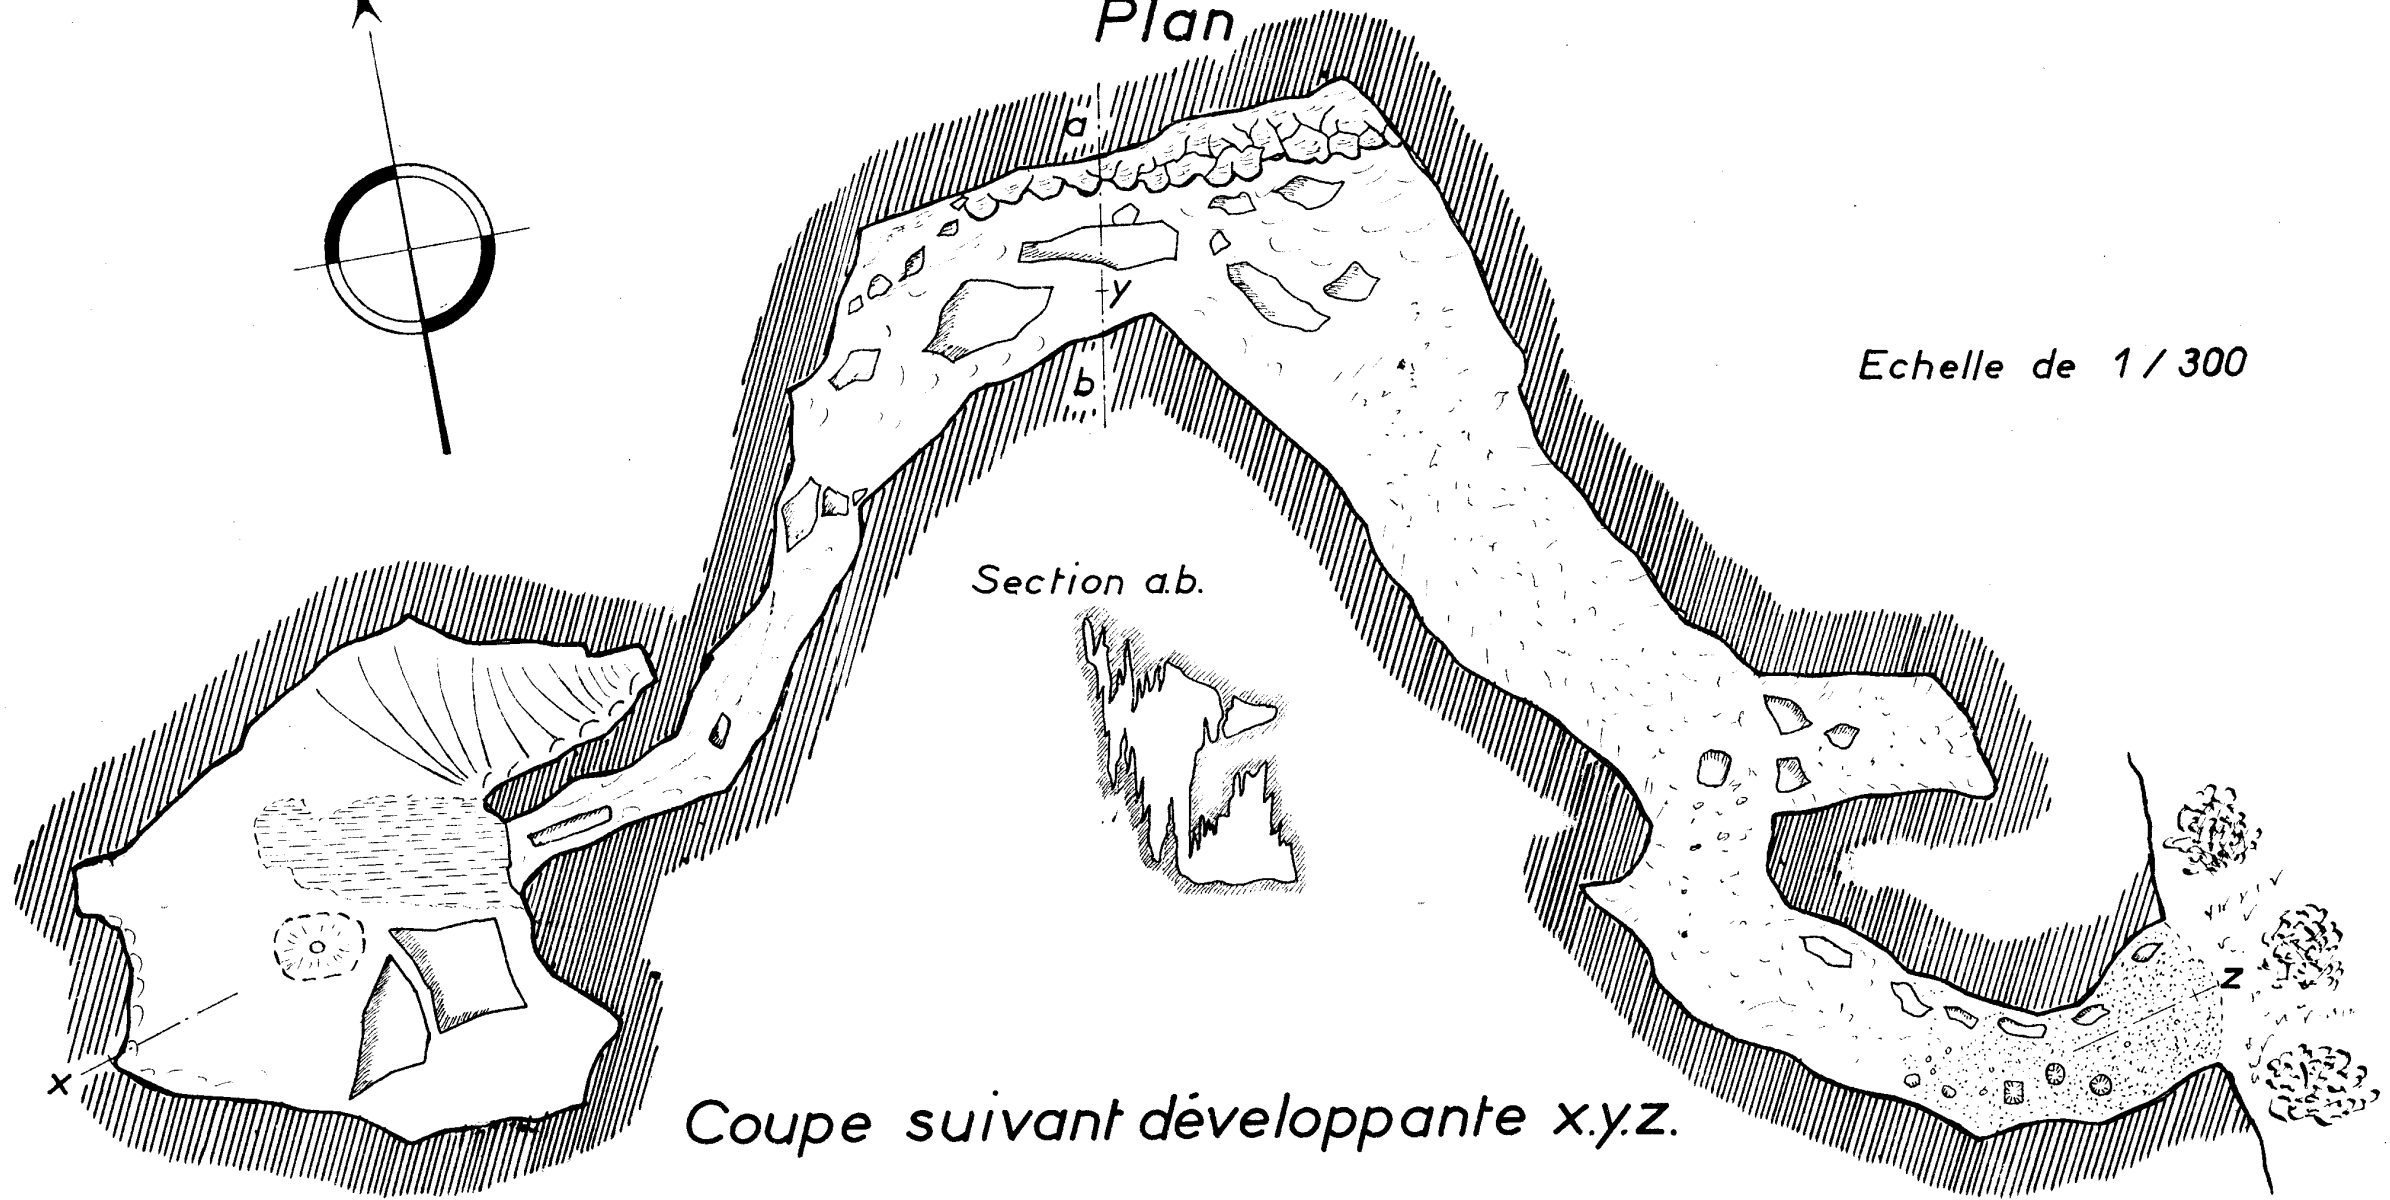 Plan
a
y
b
Echelle de 1 / 300
Section a.b.
z
x
Coupe suivant développante x.y.z.